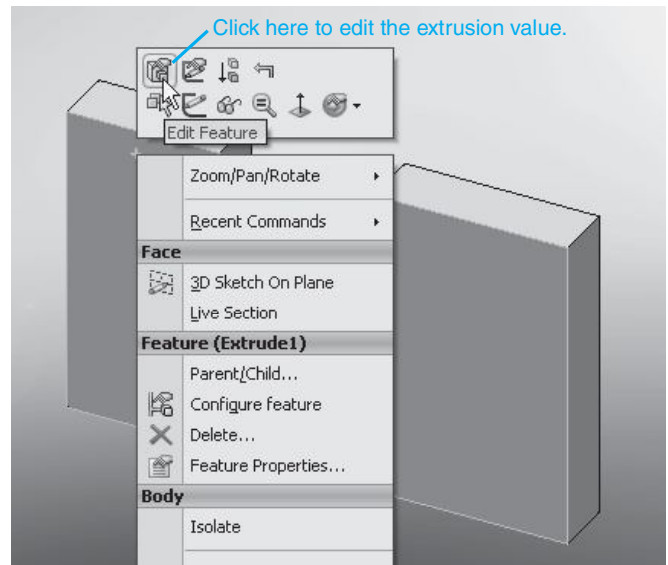 Click here to edit the extrusion value.
Edit Feature
Zoom/Pan/Rotate
Recent Commands
Face
3D Sketch On Plane
Live Section
Feature (Extrude1)
Parent/Child...
Configure feature
Delete...
Feature Properties...
Body
Isolate